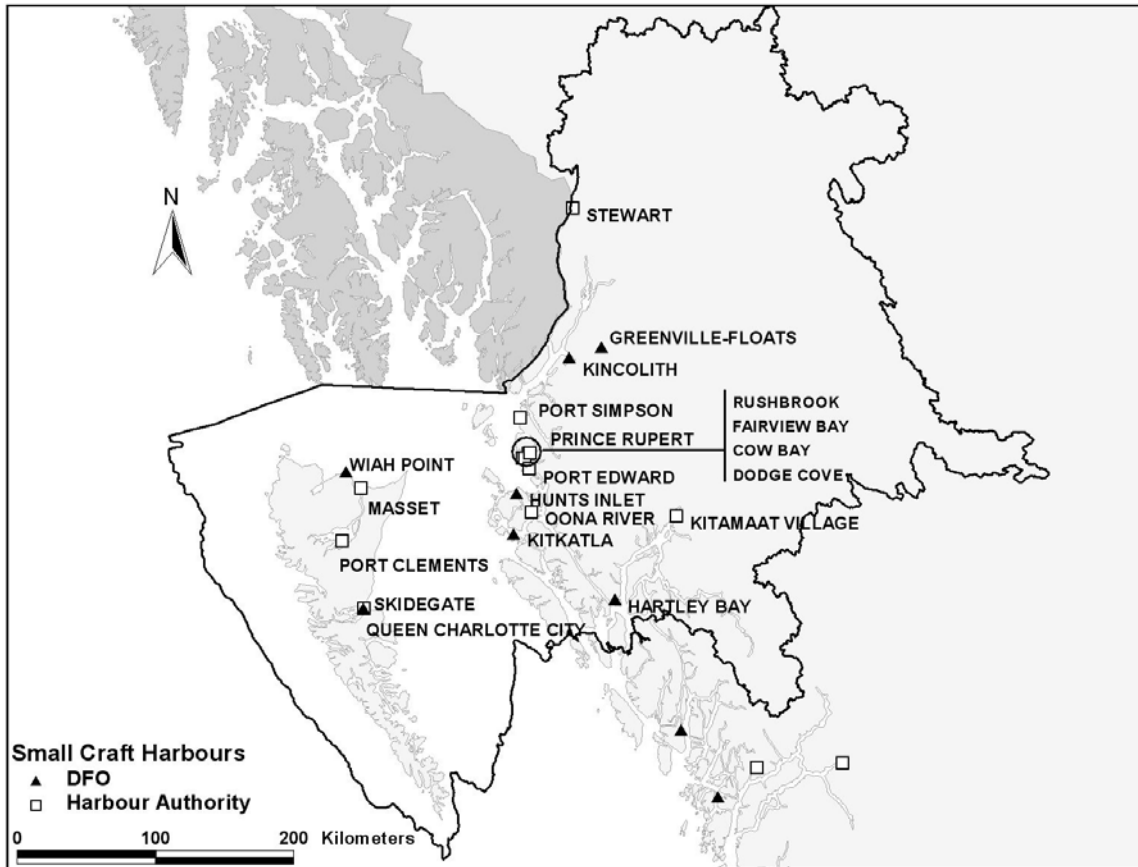 N
STEWART
GREENVILLE-FLOATS
KINCOLITH
PORT SIMPSON
RUSHBROOK
PRINCE RUPERT
FAIRVIEW BAY
COW BAY
DODGE COVE
WIAH POINT
PORT EDWARD
MASSET
HUNTS INLET
OONA RIVER
KITAMAAT VILLAGE
KITKATLA
PORT CLEMENTS
SKIDEGATE
HARTLEY BAY
QUEEN CHARLOTTE CITY
Small Craft Harbours
DFO
Harbour Authority
0 100 200 Kilometers